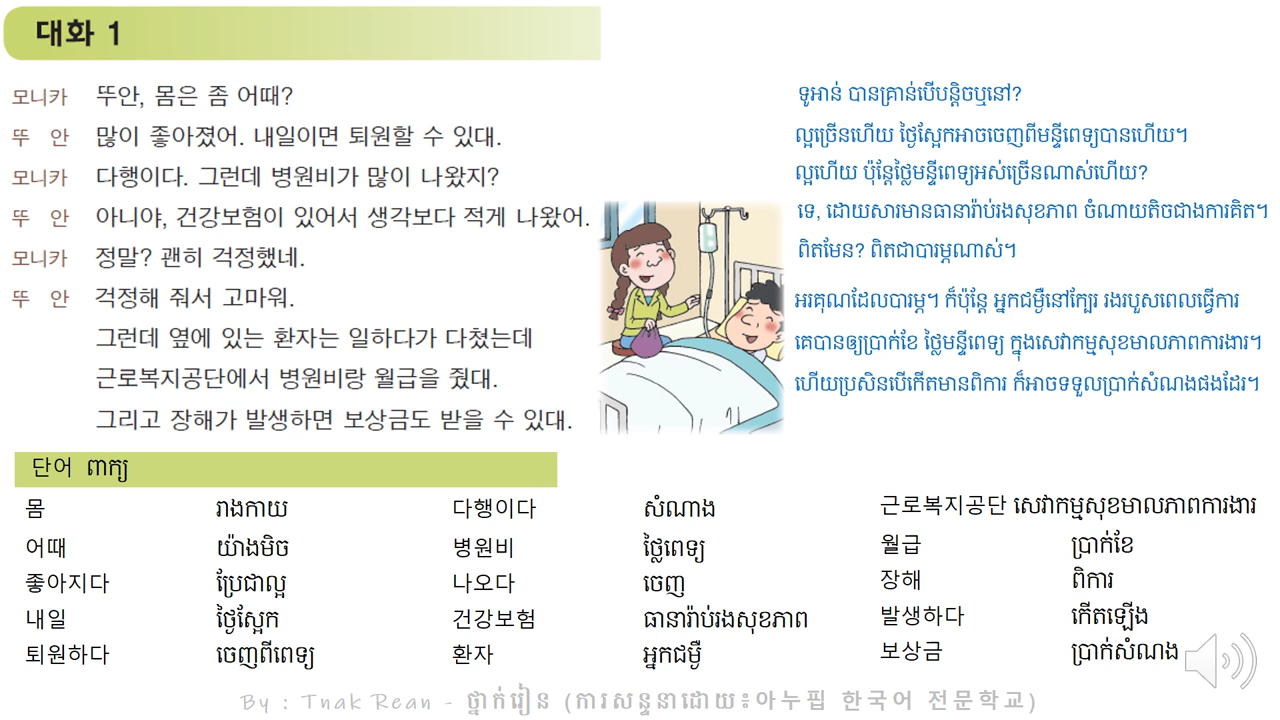 대화 1
모니카 뚜안, 몸은 좀 어때?
뚜 안 많이 좋아졌어. 내일이면 퇴원할 수 있대.
모니카 다행이다. 그런데 병원비가 많이 나왔지?
뚜 안 아니야, 건강보험이 있어서 생각보다 적게 나왔어.
모니카 정말? 괜히 걱정했네.
뚜 안 걱정해 줘서 고마워.
그런데 옆에 있는 환자는 일하다가 다쳤는데
근로복지공단에서 병원비랑 월급을 줬대.
그리고 장해가 발생하면 보상금도 받을 수 있대.
ទូអាន់ បានគ្រាន់បើបន្តិចឬនៅ?
ល្អច្រើនហើយ ថ្ងៃស្អែកអាចចេញពីមន្ទីពេទ្យបានហើយ។
ល្អហើយ ប៉ុន្តែថ្លៃមន្ទីពេទ្យអស់ច្រើនណាស់ហើយ?
ទេ, ដោយសារមានធានារ៉ាប់រងសុខភាព ចំណាយតិចជាងការគិត។
ពិតមែន? ពិតជាបារម្ភណាស់។
អរគុណដែលបារម្ភ។ ក៏ប៉ុន្តែ អ្នកជម្ងឺនៅក្បែរ រងរបួសពេលធ្វើការ
គេបានឲ្យប្រាក់ខែ ថ្លៃមន្ទីពេទ្យ ក្នុងសេវាកម្មសុខមាលភាពការងារ។
ហើយប្រសិនបើកើតមានពិការ ក៏អាចទទួលប្រាក់សំណងផងដែរ។
단어 ពាក្យ
몸 រាងកាយ 다행이다 សំណាង 근로복지공단 សេវាកម្មសុខមាលភាពការងារ
어때 យ៉ាងមិច 병원비 ថ្លៃពេទ្យ 월급 ប្រាក់ខែ
좋아지다 ប្រែជាល្អ 나오다 ចេញ 장해 ពិការ
내일 ថ្ងៃស្អែក 건강보험 ធានារ៉ាប់រងសុខភាព 발생하다 កើតឡើង
퇴원하다 ចេញពីពេទ្យ 환자 អ្នកជម្ងឺ 보상금 ប្រាក់សំណង
By : Tnak Rean - ថ្នាក់រៀន (ការសន្ទនាដោយ៖아누핍 한국어 전문학교)